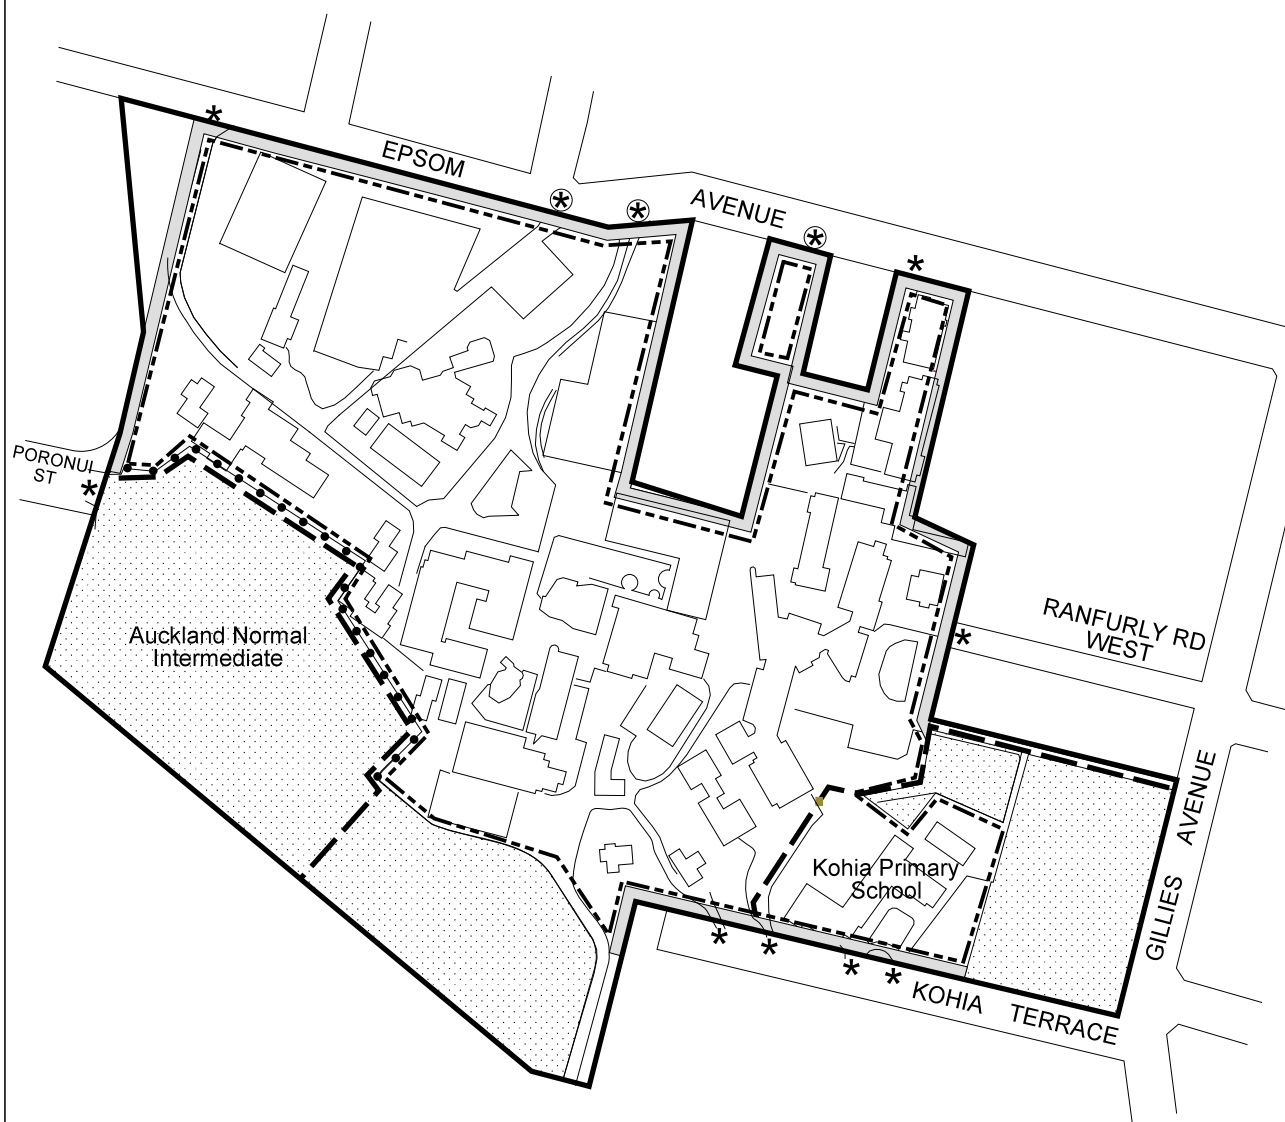 EPSOM
AVENUE
PORONUI
ST
RANFURLY RD
WEST
Auckland Normal
Intermediate
GILLIES AVENUE
Kohia Primary
School
KOHIA TERRACE